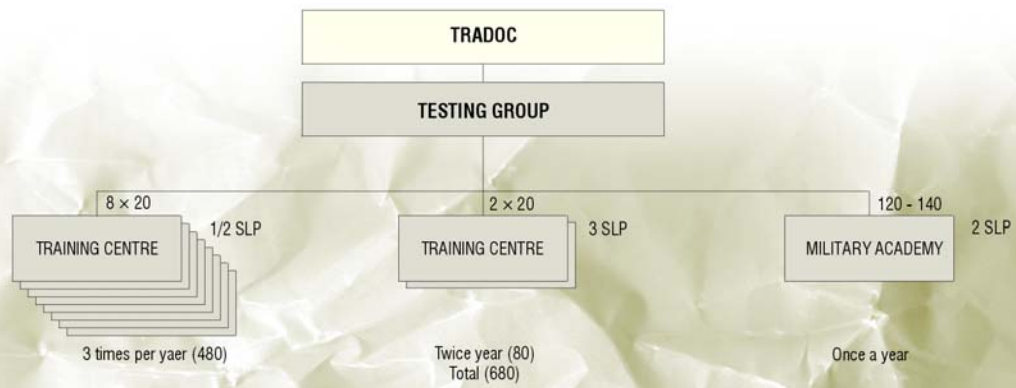 TRADOC
TESTING GROUP
8 × 20
1/2 SLP
TRAINING CENTRE
3 times per yaer (480)
2 × 20
3 SLP
TRAINING CENTRE
Twice year (80)
Total (680)
120 - 140
2 SLP
MILITARY ACADEMY
Once a year